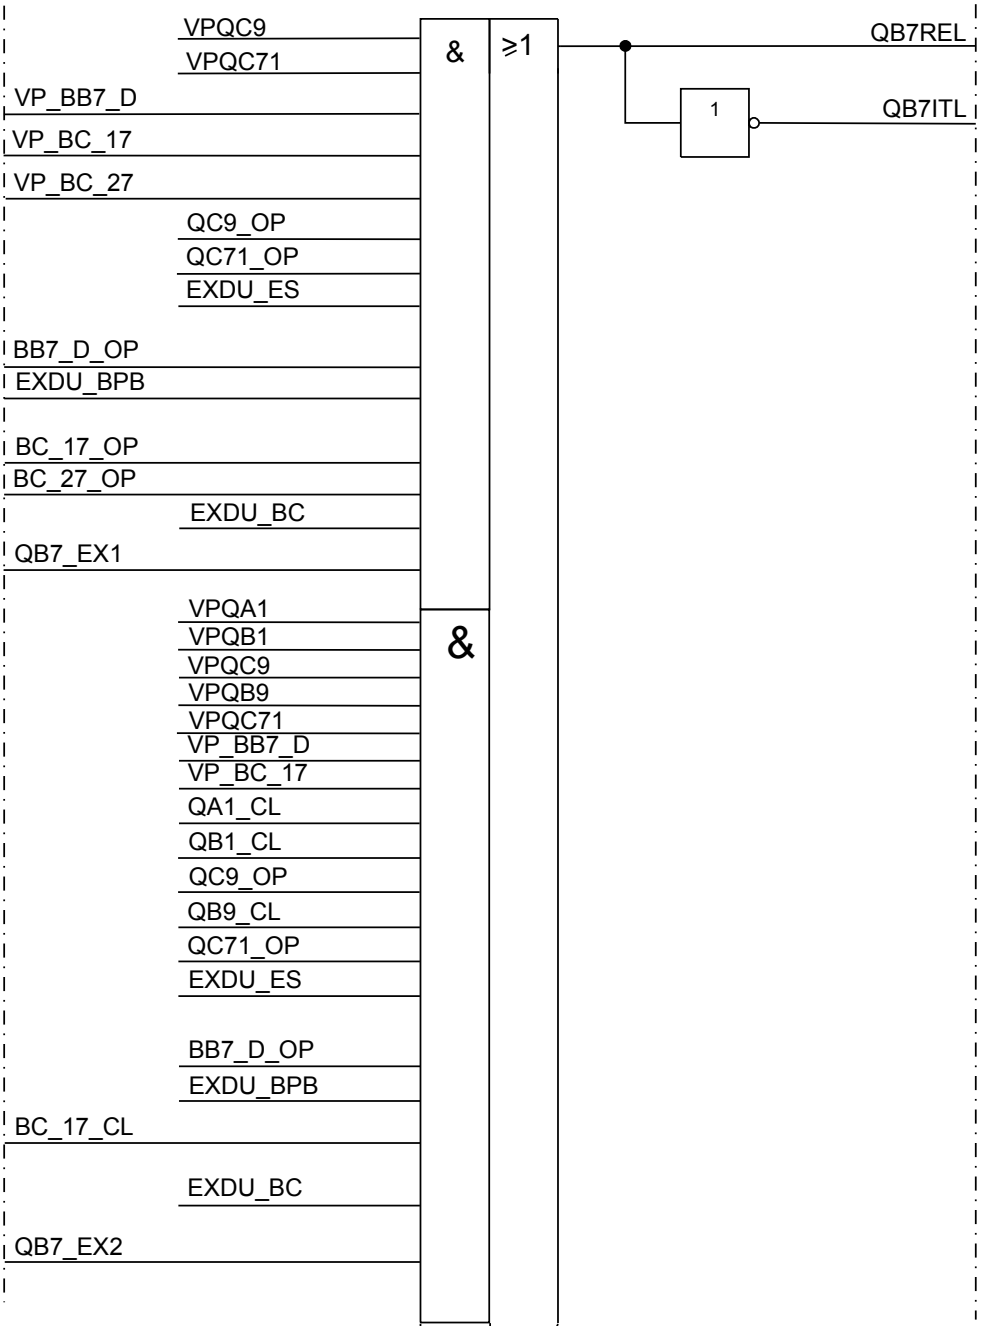 VPQC9
& ≥1 QB7REL
VPQC71
VP_BB7_D
1 QB7ITL
VP_BC_17
VP_BC_27
QC9_OP
QC71_OP
EXDU_ES
BB7_D_OP
EXDU_BPB
BC_17_OP
BC_27_OP
EXDU_BC
QB7_EX1
VPQA1
&
VPQB1
VPQC9
VPQB9
VPQC71
VP_BB7_D
VP_BC_17
QA1_CL
QB1_CL
QC9_OP
QB9_CL
QC71_OP
EXDU_ES
BB7_D_OP
EXDU_BPB
BC_17_CL
EXDU_BC
QB7_EX2